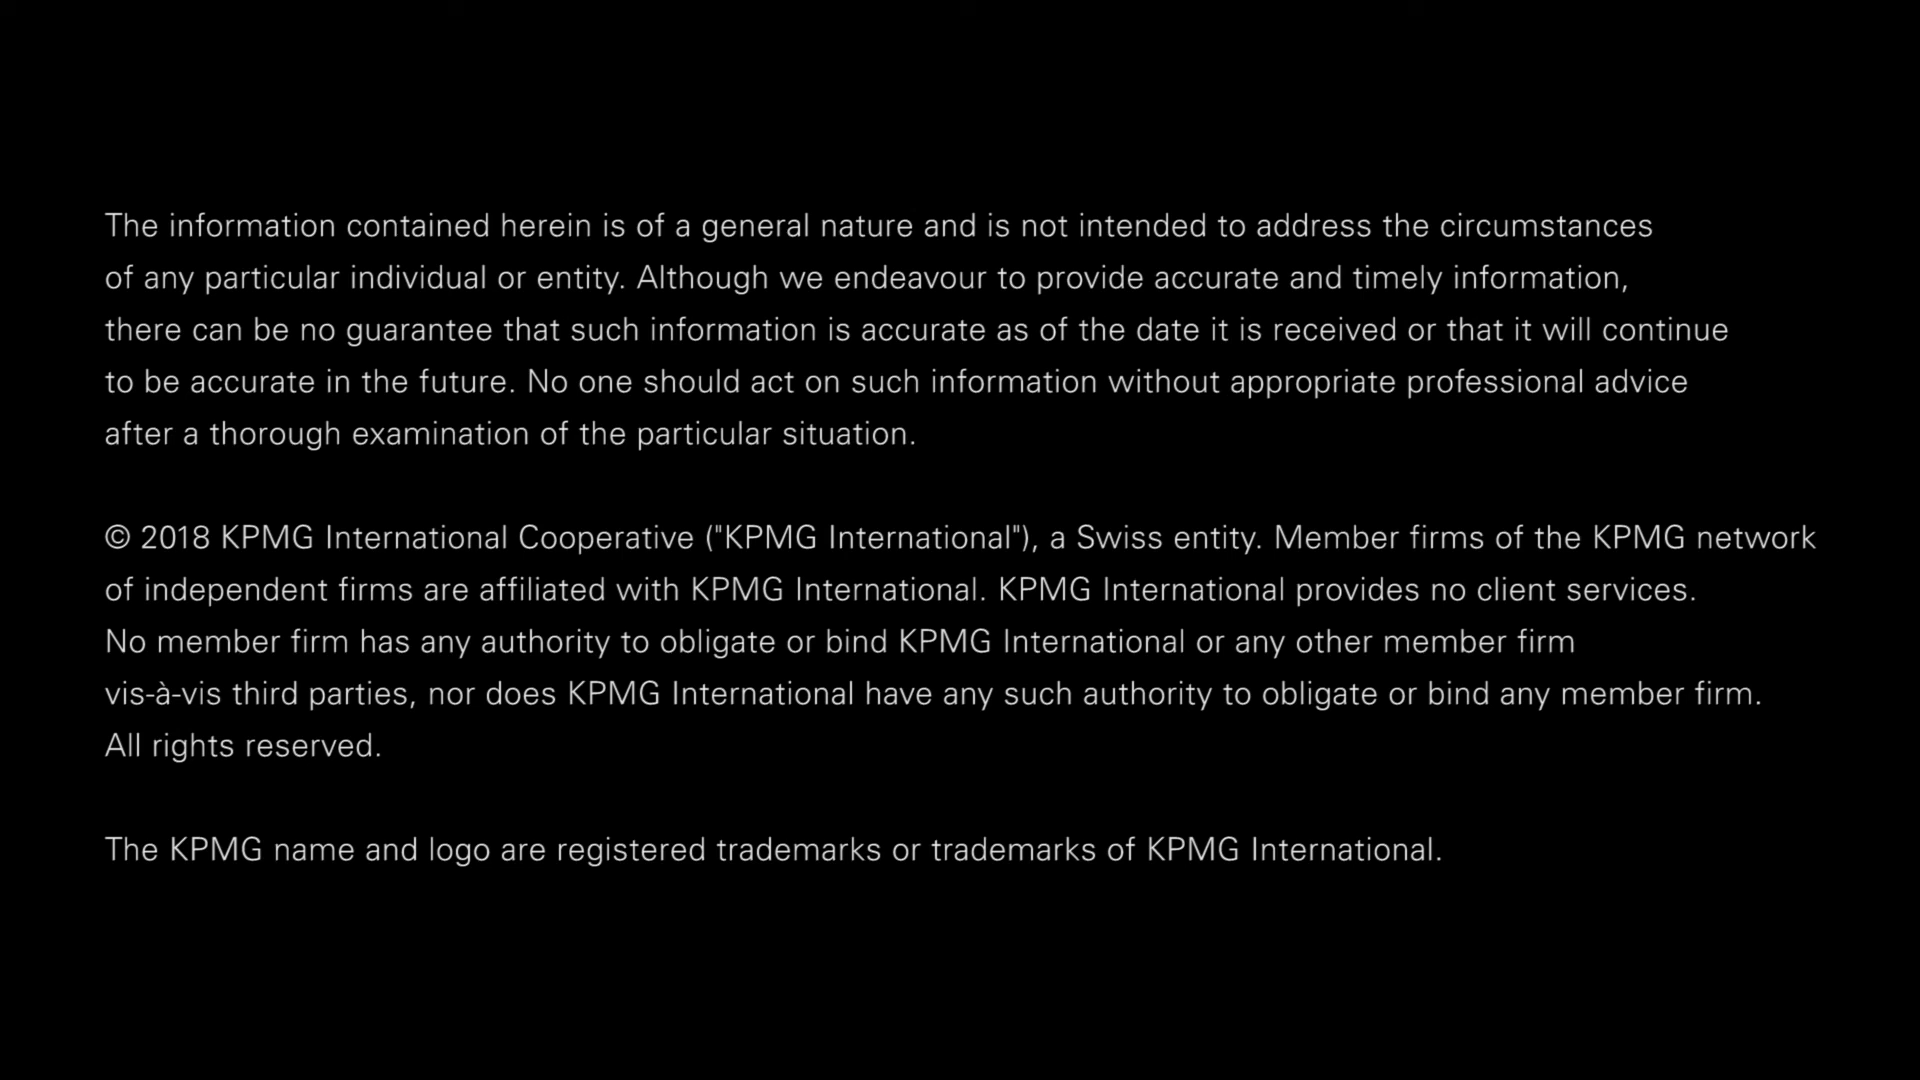 The information contained herein is of a general nature and is not intended to address the circumstances
of any particular individual or entity. Although we endeavour to provide accurate and timely information,
there can be no guarantee that such information is accurate as of the date it is received or that it will continue
to be accurate in the future. No one should act on such information without appropriate professional advice
after a thorough examination of the particular situation.
© 2018 KPMG International Cooperative ("KPMG International"), a Swiss entity. Member firms of the KPMG network
of independent firms are affiliated with KPMG International. KPMG International provides no client services.
No member firm has any authority to obligate or bind KPMG International or any other member firm
vis-à-vis third parties, nor does KPMG International have any such authority to obligate or bind any member firm.
All rights reserved.
The KPMG name and logo are registered trademarks or trademarks of KPMG International.